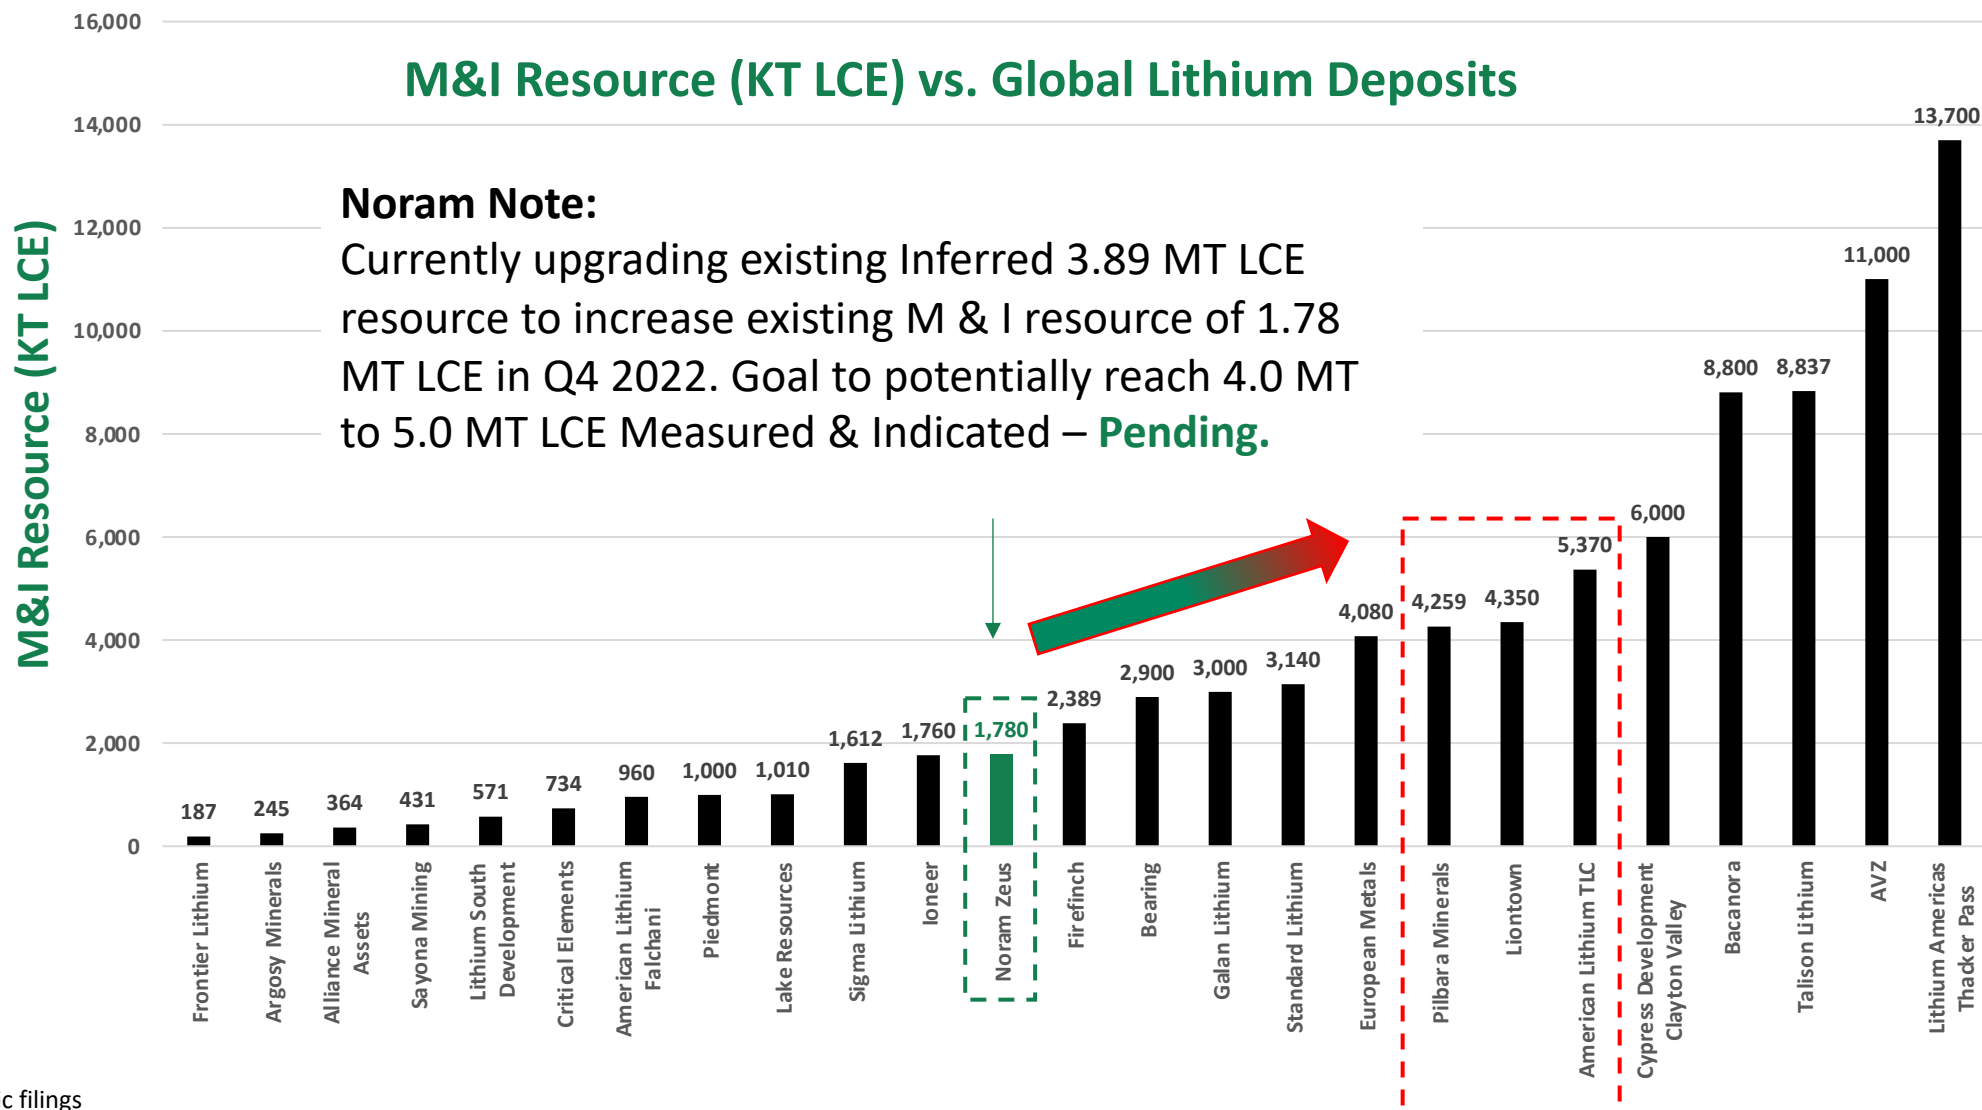 M&I Resource (KT LCE) vs. Global Lithium Deposits
M&I Resource (KT LCE)
16,000
14,000
12,000
10,000
8,000
6,000
4,000
2,000
0
Noram Note:
Currently upgrading existing Inferred 3.89 MT LCE
resource to increase existing M & I resource of 1.78
MT LCE in Q4 2022. Goal to potentially reach 4.0 MT
to 5.0 MT LCE Measured & Indicated – Pending.
187
245
364
431
571
734
960
1,000
1,010
1,612
1,760
1,780
2,389
2,900
3,000
3,140
4,080
4,259
4,350
5,370
6,000
8,800
8,837
11,000
13,700
Frontier Lithium
Argosy Minerals
Alliance Mineral
Assets
Sayona Mining
Lithium South
Development
Critical Elements
American Lithium
Falchani
Piedmont
Lake Resources
Sigma Lithium
Ioneer
Noram Zeus
Firefinch
Bearing
Galan Lithium
Standard Lithium
European Metals
Pilbara Minerals
Liontown
American Lithium TLC
Cypress Development
Clayton Valley
Bacanora
Talison Lithium
AVZ
Lithium Americas
Thacker Pass
filings